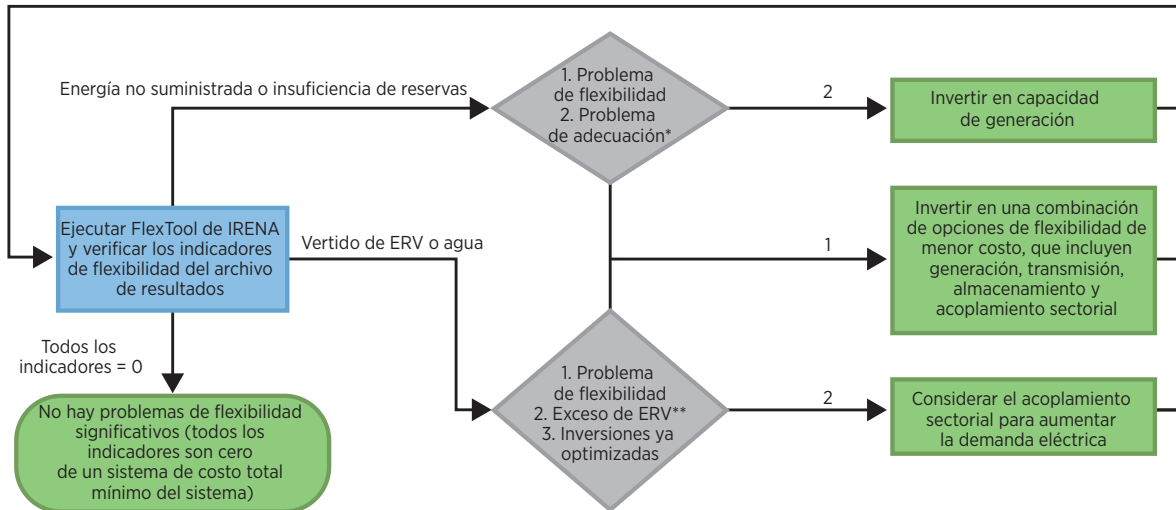 Energía no suministrada o insuficiencia de reservas
1. Problema
de flexibilidad
2. Problema
de adecuación*
2
Invertir en capacidad
de generación
Ejecutar FlexTool de IRENA
y verificar los indicadores
de flexibilidad del archivo
de resultados
Vertido de ERV o agua
1
Invertir en una combinación
de opciones de flexibilidad de
menor costo, que incluyen
generación, transmisión,
almacenamiento y
acoplamiento sectorial
Todos los
indicadores = 0
No hay problemas de flexibilidad
significativos (todos los
indicadores son cero
de un sistema de costo total
mínimo del sistema)
1. Problema
de flexibilidad
2. Exceso de ERV**
3. Inversiones ya
optimizadas
2
Considerar el acoplamiento
sectorial para aumentar
la demanda eléctrica